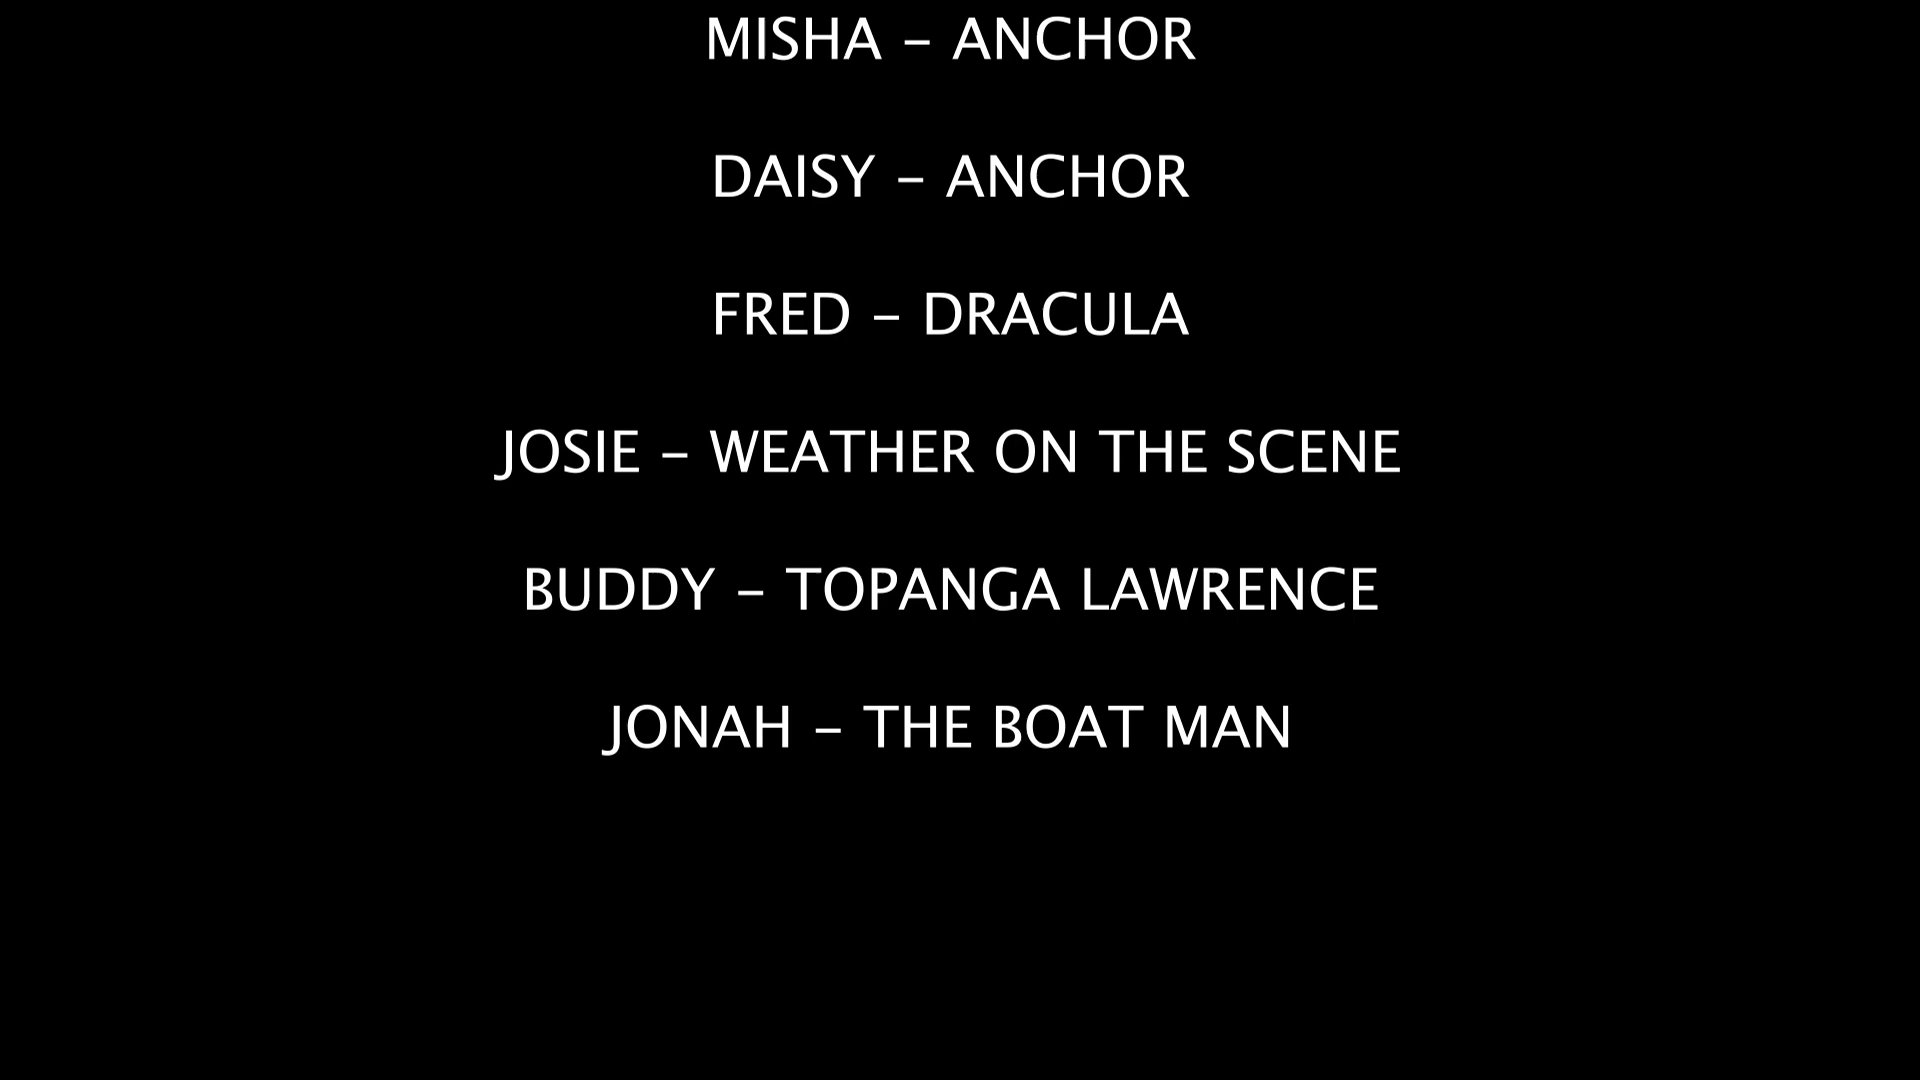 MISHA – ANCHOR
DAISY – ANCHOR
FRED – DRACULA
JOSIE – WEATHER ON THE SCENE
BUDDY – TOPANGA LAWRENCE
JONAH – THE BOAT MAN